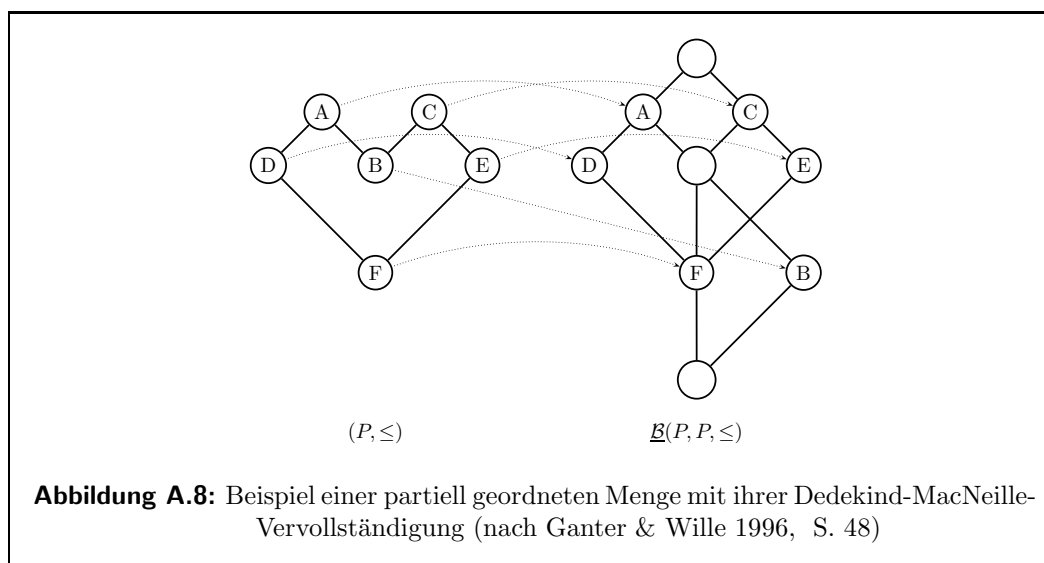 A C A C
D B E D E
F F B
(P, ≤) 𝔅(P, P, ≤)
Abbildung A.8: Beispiel einer partiell geordneten Menge mit ihrer Dedekind-MacNeille-
Vervollständigung (nach Ganter & Wille 1996, S. 48)